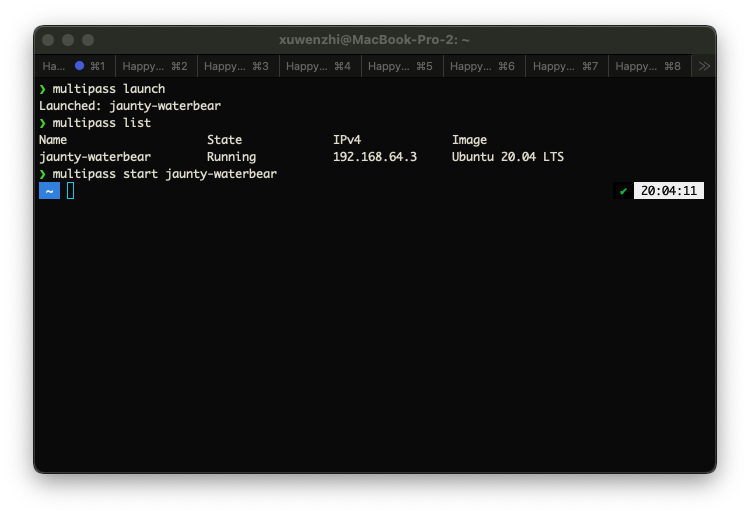 xuwenzhi@MacBook-Pro-2: ~
Ha... ⌘1 Happy... ⌘2 Happy... ⌘3 Happy... ⌘4 Happy... ⌘5 Happy... ⌘6 Happy... ⌘7 Happy... ⌘8 >>
❯ multipass launch
Launched: jaunty-waterbear
❯ multipass list
Name State IPv4 Image
jaunty-waterbear Running 192.168.64.3 Ubuntu 20.04 LTS
❯ multipass start jaunty-waterbear
~ ✔ 20:04:11